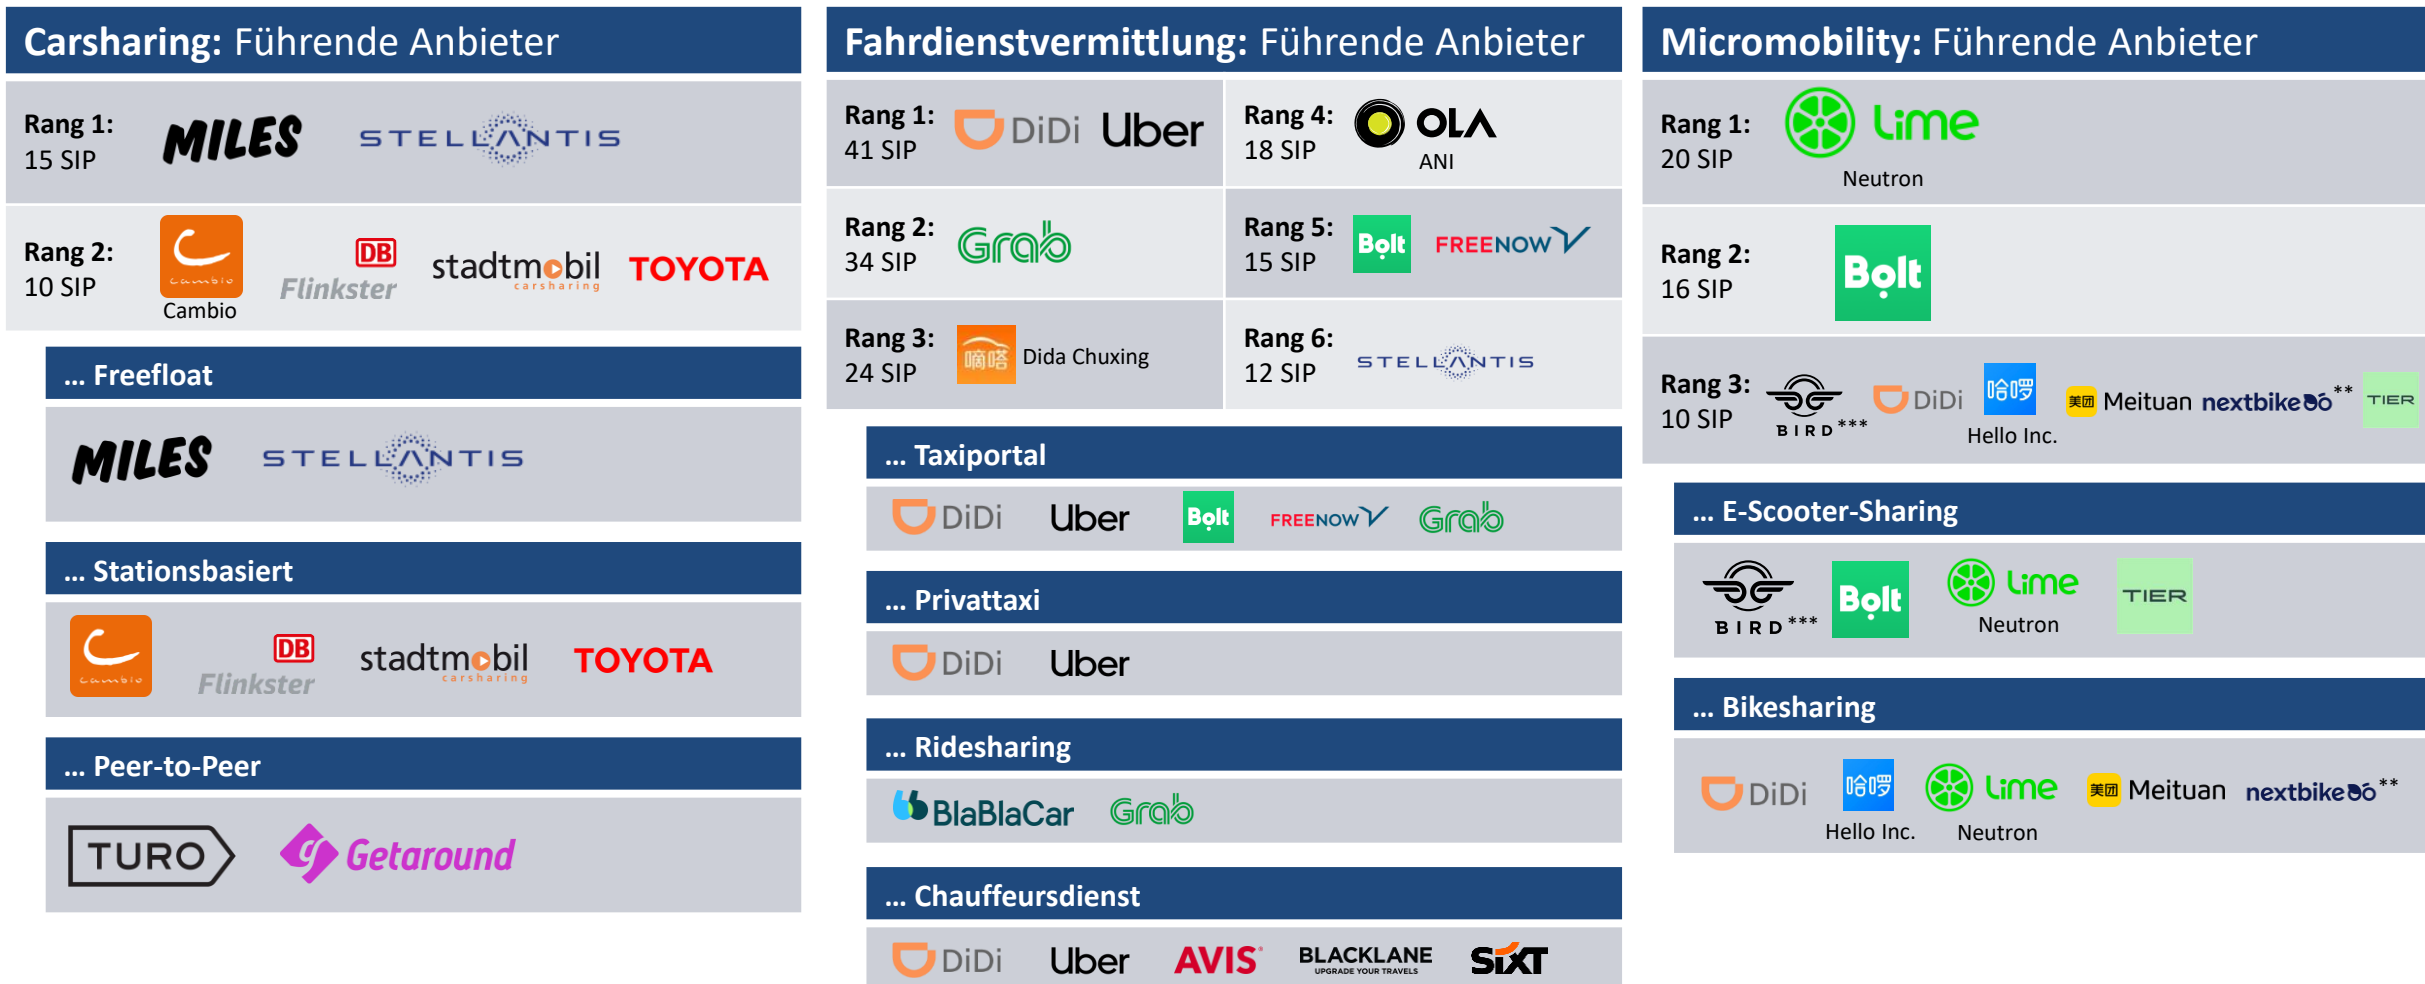 Carsharing: Führende Anbieter
Rang 1:
15 SIP
MILES
STELLANTIS
Rang 2:
10 SIP
cambio
Cambio
DB
Flinkster
stadtmobil
carsharing
TOYOTA
... Freefloat
MILES
STELLANTIS
... Stationsbasiert
cambio
DB
Flinkster
stadtmobil
carsharing
TOYOTA
... Peer-to-Peer
TURO
Getaround
Fahrdienstvermittlung: Führende Anbieter
Rang 1:
41 SIP
DiDi
Uber
Rang 4:
18 SIP
OLA
ANI
Rang 2:
34 SIP
Grab
Rang 5:
15 SIP
Bolt
FREENOW
Rang 3:
24 SIP
嘀嗒
Dida Chuxing
Rang 6:
12 SIP
STELLANTIS
... Taxiportal
DiDi
Uber
Bolt
FREENOW
Grab
... Privattaxi
DiDi
Uber
... Ridesharing
BlaBlaCar
Grab
... Chauffeursdienst
DiDi
Uber
AVIS
BLACKLANE
UPGRADE YOUR TRAVELS
SIXT
Micromobility: Führende Anbieter
Rang 1:
20 SIP
Lime
Neutron
Rang 2:
16 SIP
Bolt
Rang 3:
10 SIP
BIRD***
DiDi
哈啰
Hello Inc.
美团 Meituan
nextbike**
TIER
... E-Scooter-Sharing
BIRD***
Bolt
Lime
Neutron
TIER
... Bikesharing
DiDi
哈啰
Hello Inc.
Lime
Neutron
美团 Meituan
nextbike**